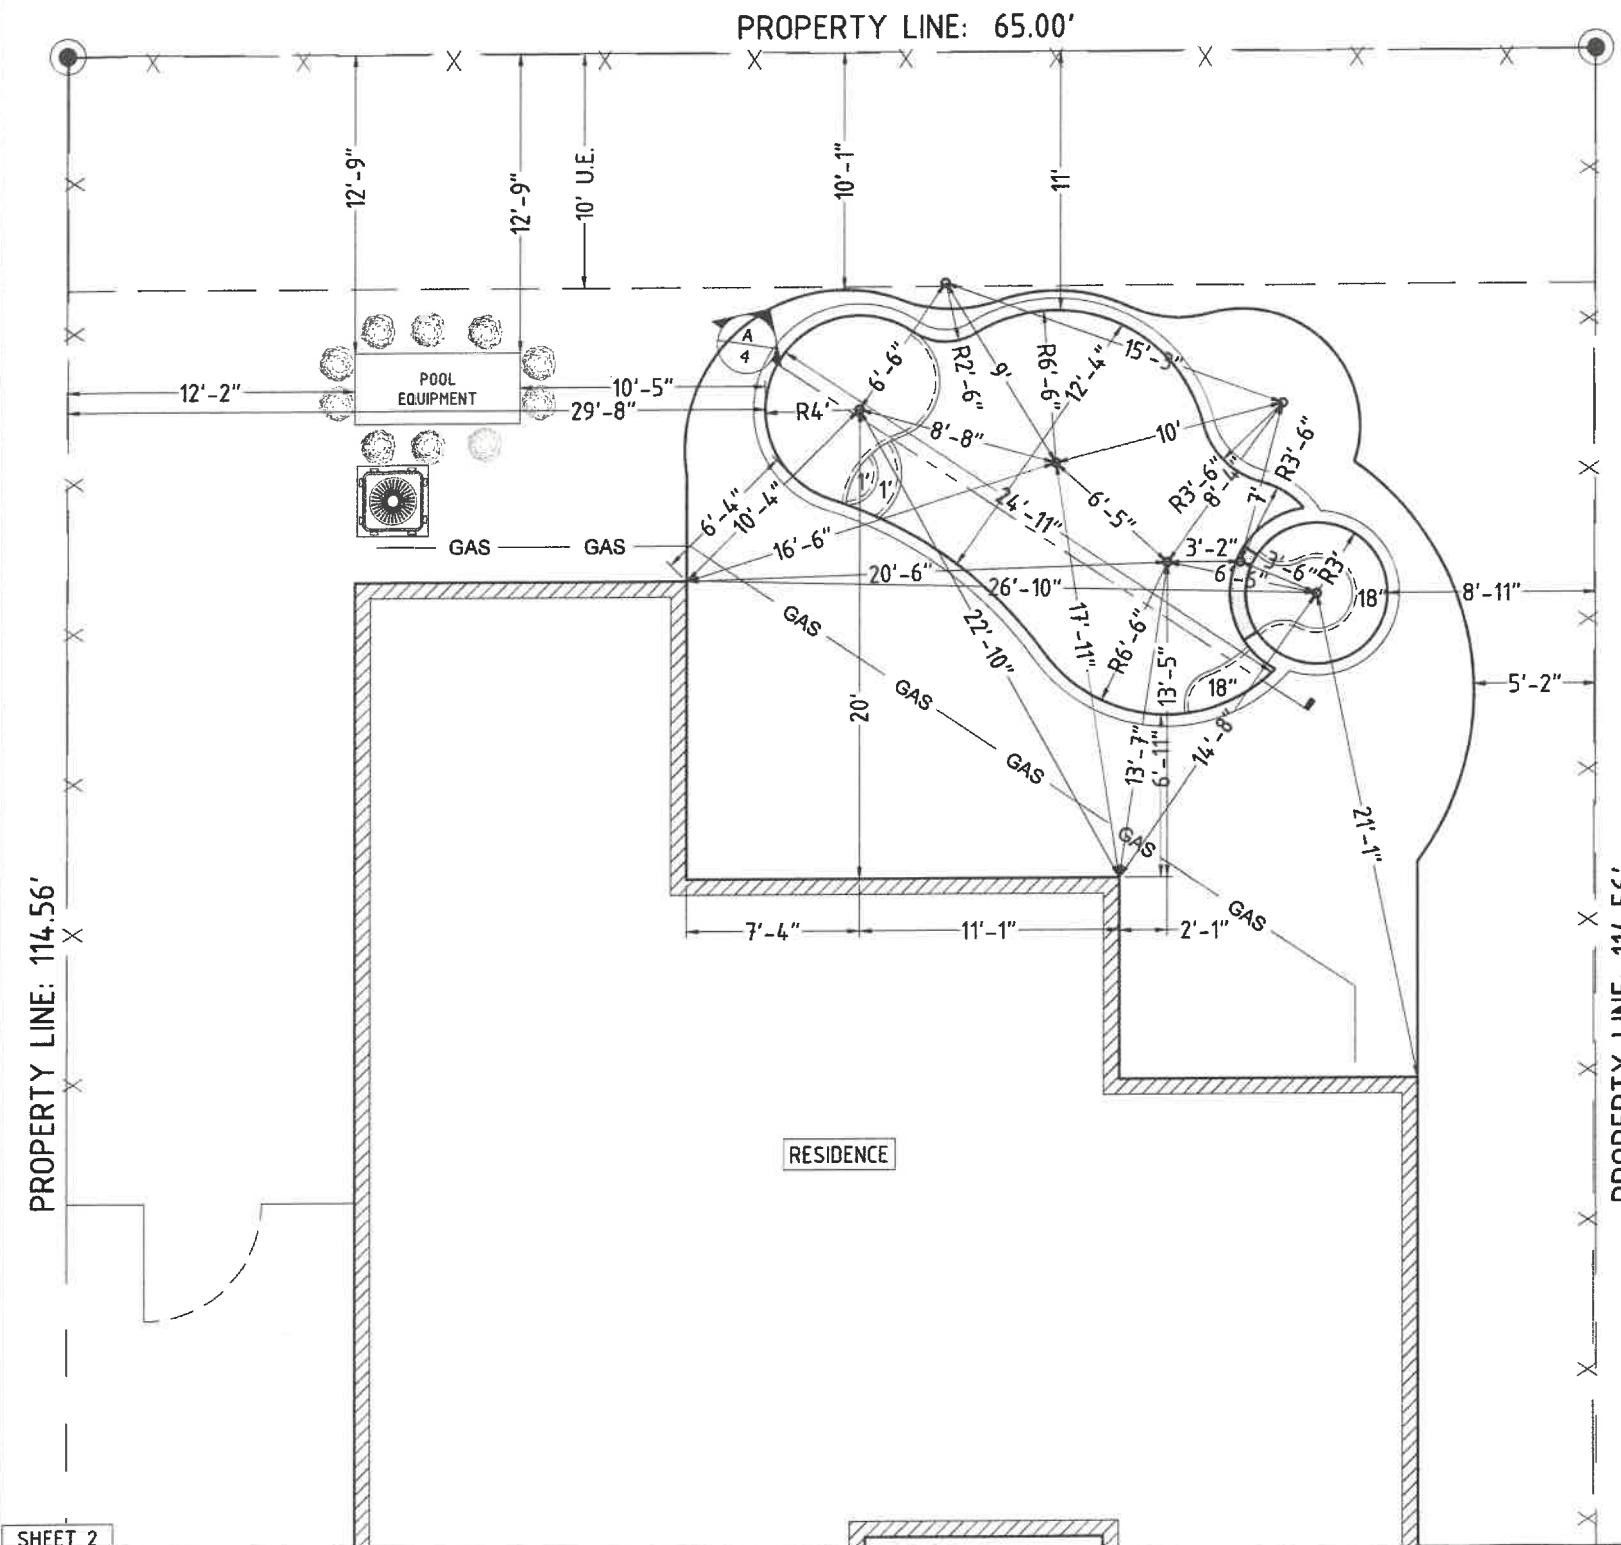 PROPERTY LINE: 65.00'
12'-9"
12'-9"
10' U.E.
10'-1"
11'
A
4
POOL
EQUIPMENT
12'-2"
10'-5"
29'-8"
R4'
6'-6"
R2'-6"
9'
R6'-6"
12'-4"
15'-3"
8'-8"
10'
R3'-6"
8'-4"
7'
R3'-6"
1'
1'
6'-4"
10'-4"
16'-6"
24'-11"
6'-5"
3'-2"
3'-6"
R3'
18"
8'-11"
GAS
GAS
20'-6"
26'-10"
GAS
22'-10"
17'-11"
R6'-6"
13'-5"
18"
5'-2"
GAS
20'
13'-7"
6'-11"
14'-8"
GAS
21'-1"
GAS
GAS
7'-4"
11'-1"
2'-1"
PROPERTY LINE: 114.56'
PROPERTY LINE: 114.56'
RESIDENCE
SHEET 2